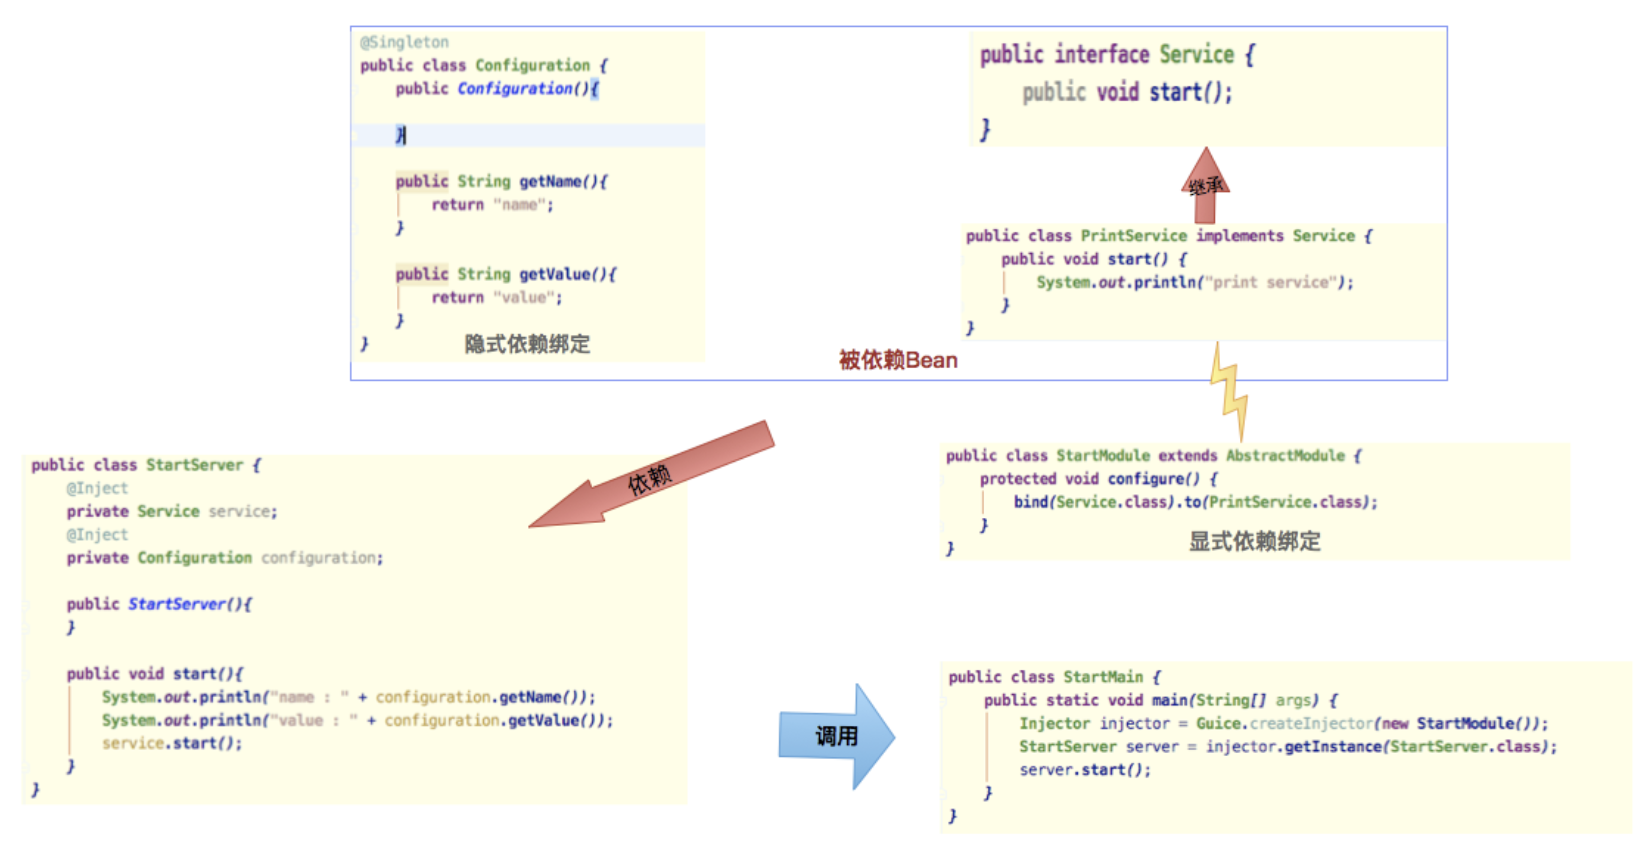 @Singleton
public class Configuration {
public Configuration(){
}
public String getName(){
return "name";
}
public String getValue(){
return "value";
}
}
隐式依赖绑定
public interface Service {
public void start();
}
继承
public class PrintService implements Service {
public void start() {
System.out.println("print service");
}
}
被依赖Bean
依赖
public class StartServer {
@Inject
private Service service;
@Inject
private Configuration configuration;
public StartServer(){
}
public void start(){
System.out.println("name : " + configuration.getName());
System.out.println("value : " + configuration.getValue());
service.start();
}
}
public class StartModule extends AbstractModule {
protected void configure() {
bind(Service.class).to(PrintService.class);
}
}
显式依赖绑定
调用
public class StartMain {
public static void main(String[] args) {
Injector injector = Guice.createInjector(new StartModule());
StartServer server = injector.getInstance(StartServer.class);
server.start();
}
}